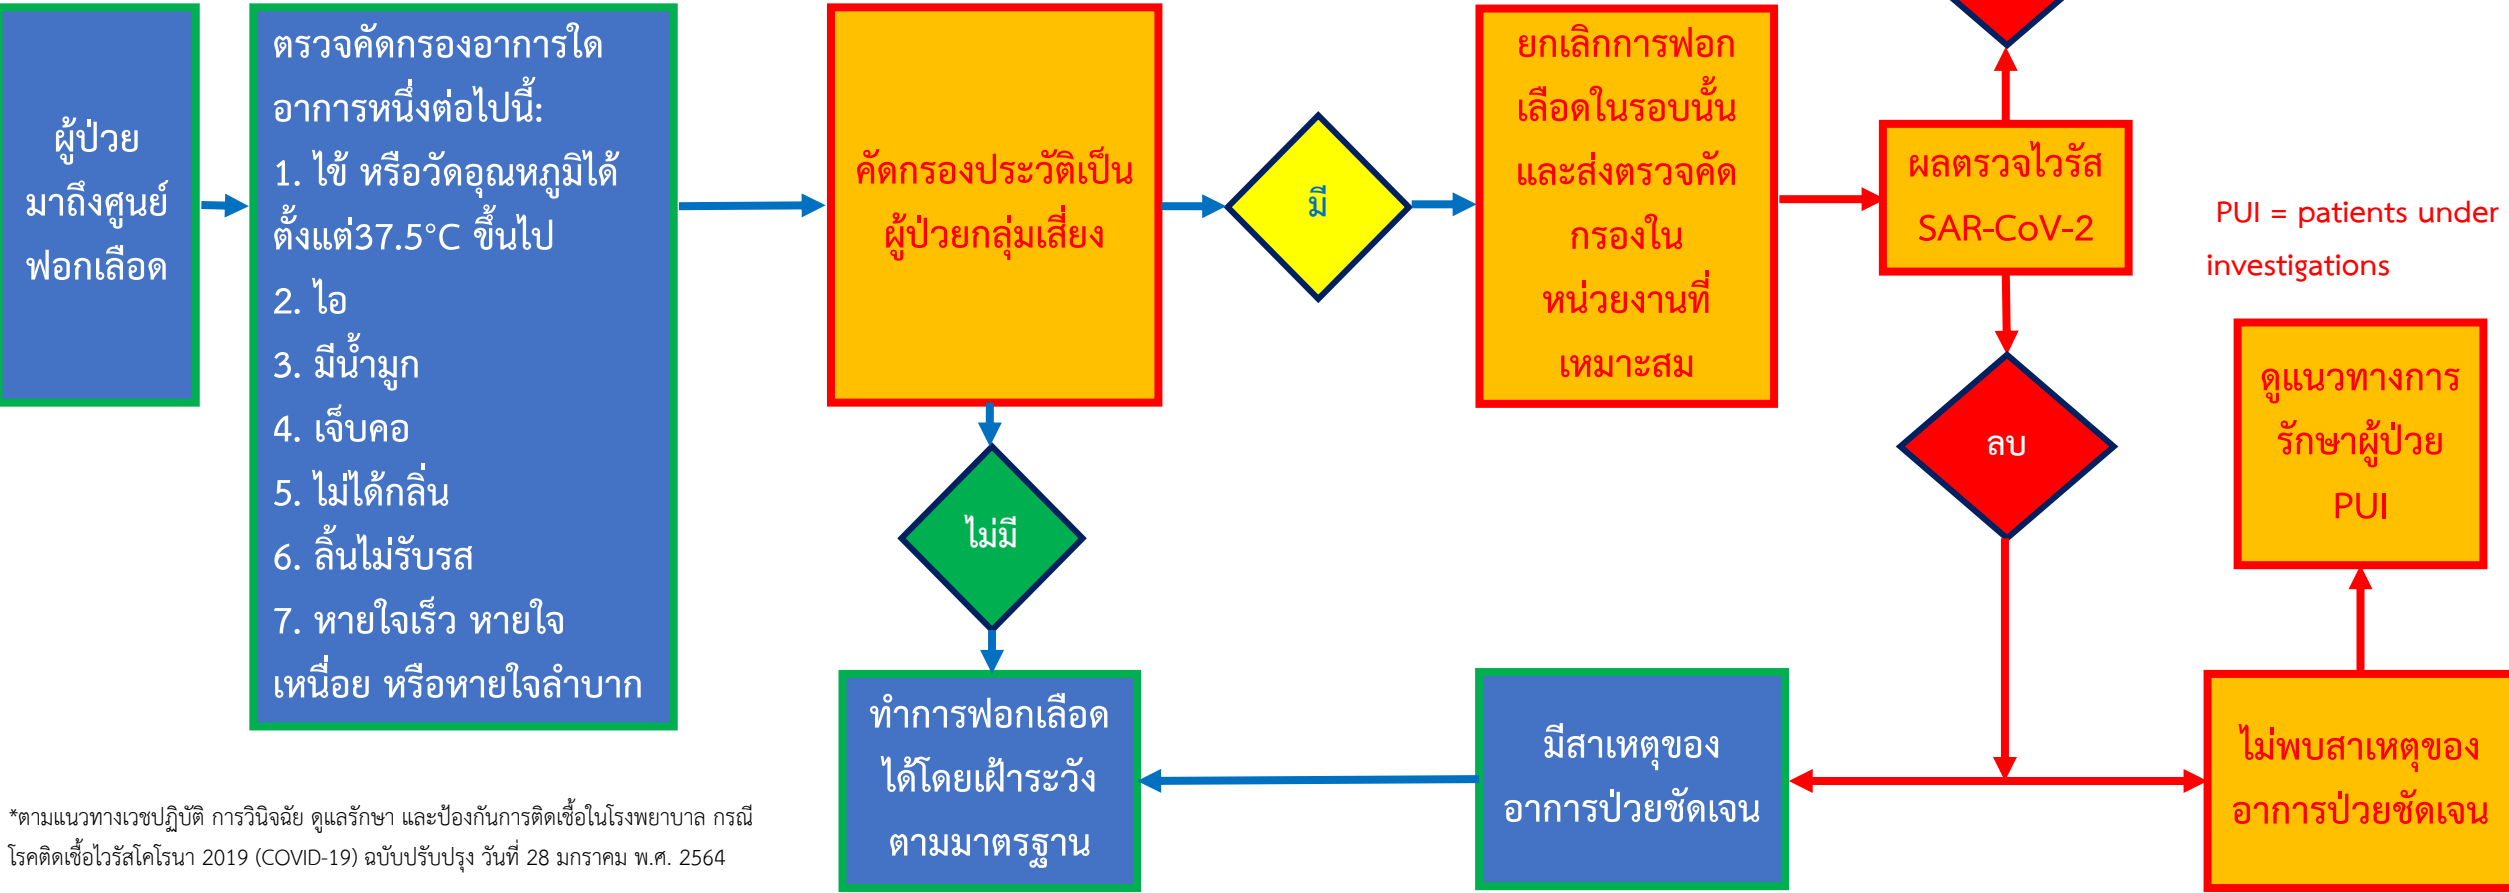 ผู้ป่วย
มาถึงศูนย์
ฟอกเลือด
ตรวจคัดกรองอาการใด
อาการหนึ่งต่อไปนี้:
1. ไข้ หรือวัดอุณหภูมิได้
ตั้งแต่37.5°C ขึ้นไป
2. ไอ
3. มีน้ำมูก
4. เจ็บคอ
5. ไม่ได้กลิ่น
6. ลิ้นไม่รับรส
7. หายใจเร็ว หายใจ
เหนื่อย หรือหายใจลำบาก
คัดกรองประวัติเป็น
ผู้ป่วยกลุ่มเสี่ยง
มี
ไม่มี
ยกเลิกการฟอก
เลือดในรอบนั้น
และส่งตรวจคัด
กรองใน
หน่วยงานที่
เหมาะสม
ผลตรวจไวรัส
SAR-CoV-2
PUI = patients under
investigations
ลบ
ดูแนวทางการ
รักษาผู้ป่วย
PUI
ทำการฟอกเลือด
ได้โดยเฝ้าระวัง
ตามมาตรฐาน
มีสาเหตุของ
อาการป่วยชัดเจน
ไม่พบสาเหตุของ
อาการป่วยชัดเจน
*ตามแนวทางเวชปฏิบัติ การวินิจฉัย ดูแลรักษา และป้องกันการติดเชื้อในโรงพยาบาล กรณี
โรคติดเชื้อไวรัสโคโรนา 2019 (COVID-19) ฉบับปรับปรุง วันที่ 28 มกราคม พ.ศ. 2564